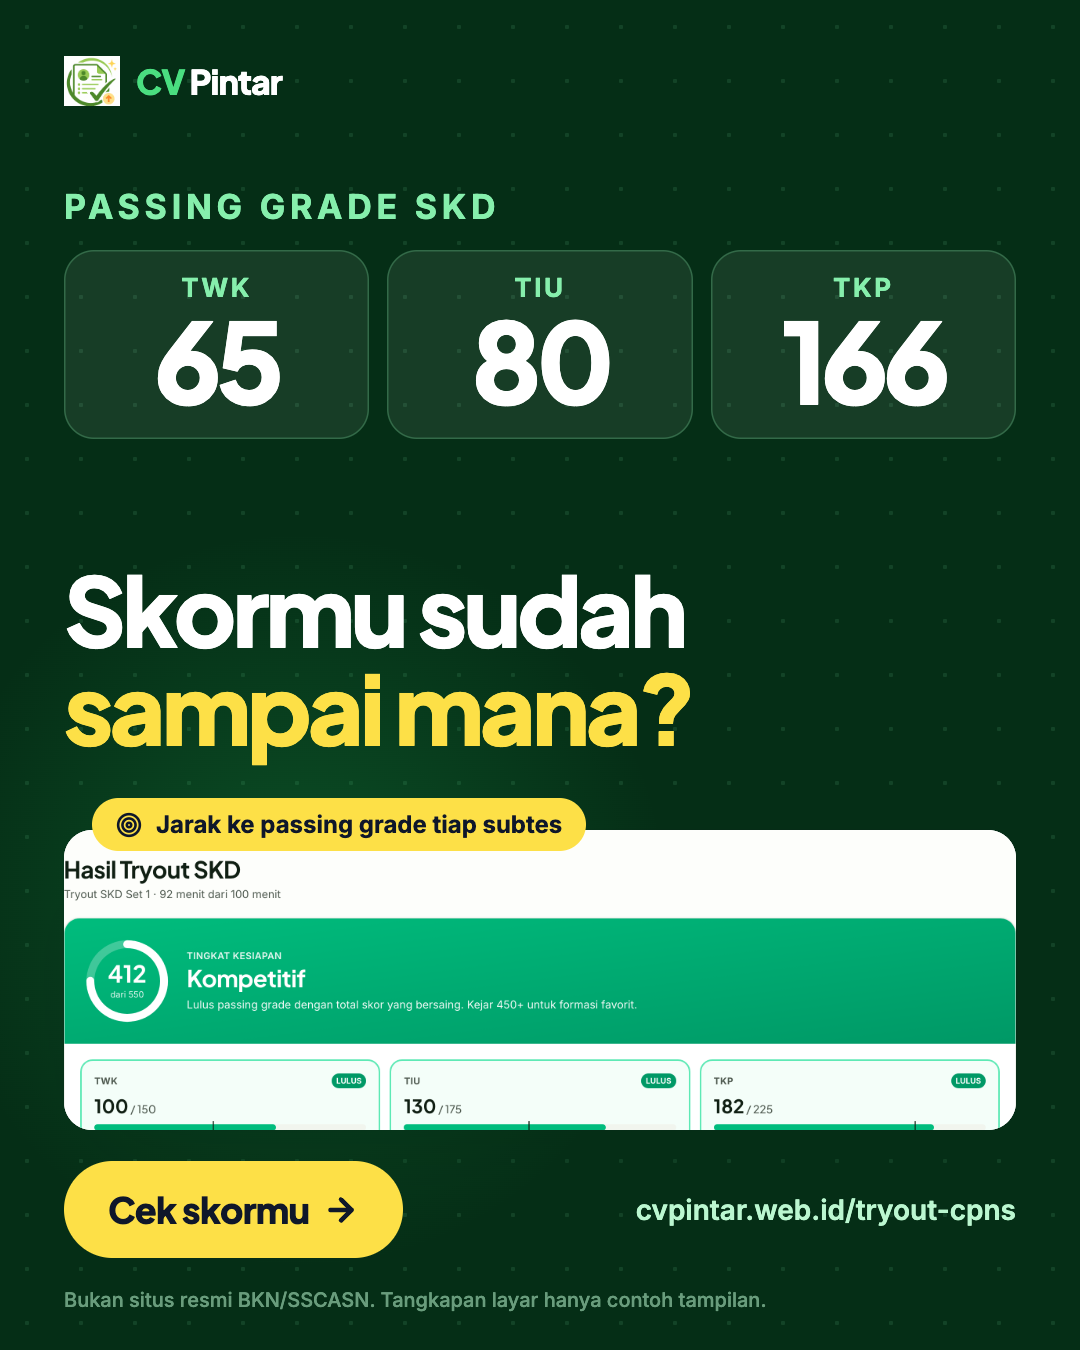 CV Pintar
PASSING GRADE SKD
TWK
65
TIU
80
TKP
166
Skormu sudah
sampai mana?
Jarak ke passing grade tiap subtes
Hasil Tryout SKD
Tryout SKD Set 1 · 92 menit dari 100 menit
412
dari 550
TINGKAT KESIAPAN
Kompetitif
Lulus passing grade dengan total skor yang bersaing. Kejar 450+ untuk formasi favorit.
TWK
LULUS
100 / 150
TIU
LULUS
130 / 175
TKP
LULUS
182 / 225
Cek skormu →
cvpintar.web.id/tryout-cpns
Bukan situs resmi BKN/SSCASN. Tangkapan layar hanya contoh tampilan.